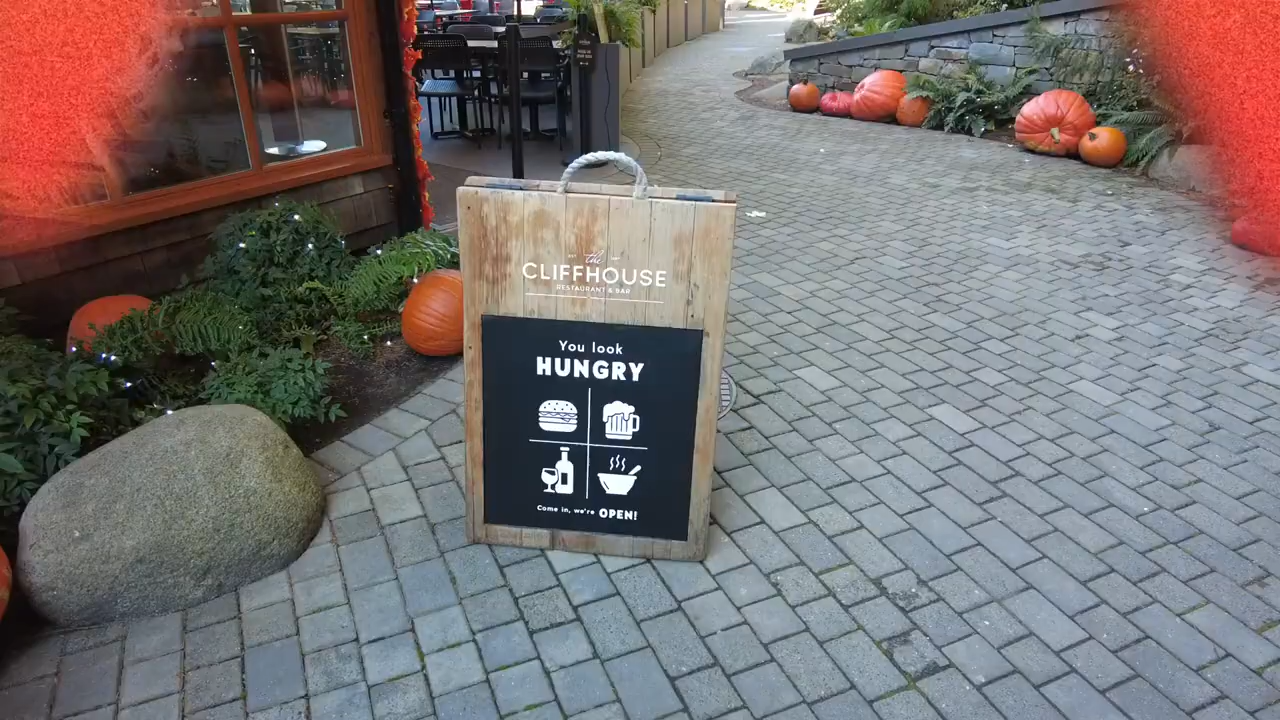 the
CLIFFHOUSE
RESTAURANT & BAR
You look
HUNGRY
Come in, we're OPEN!